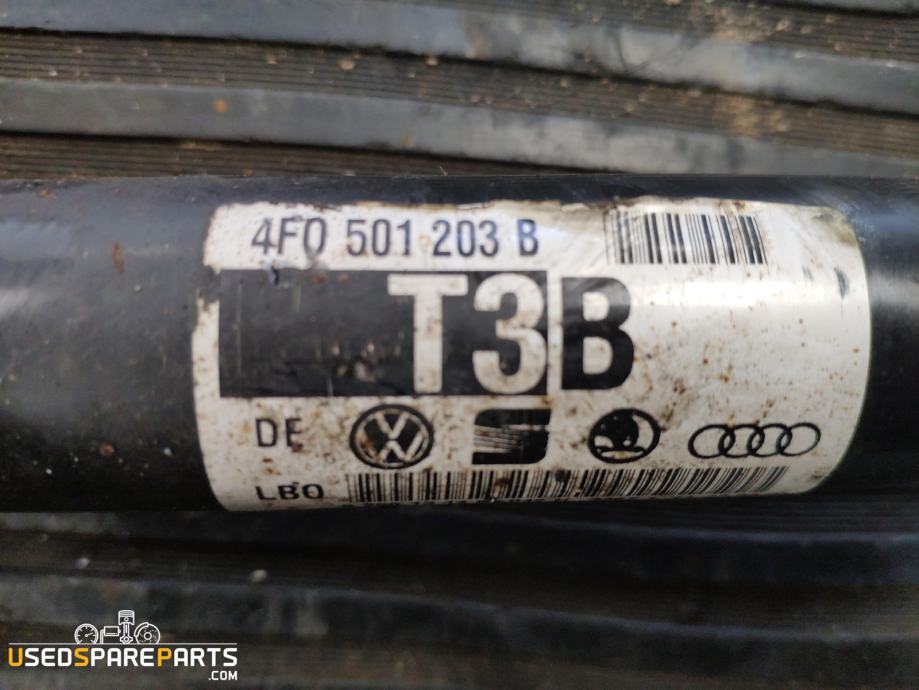 4F0 501 203 B
T3B
DE
LBO
USEDSPAREPARTS
.COM